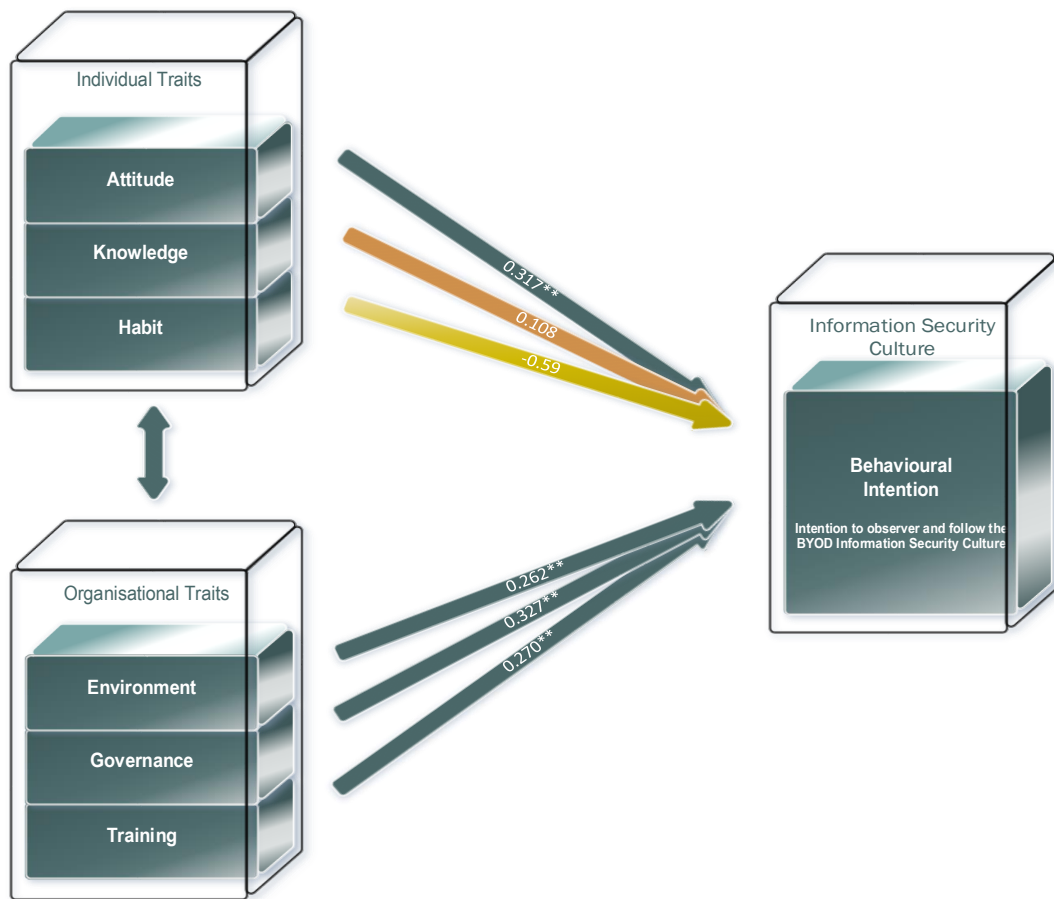 Individual Traits
Attitude
Knowledge
Habit
0.317**
0.108
-0.59
Information Security
Culture
Behavioural
Intention
Intention to observer and follow the
BYOD Information Security Culture
Organisational Traits
Environment
Governance
Training
0.262**
0.327**
0.270**